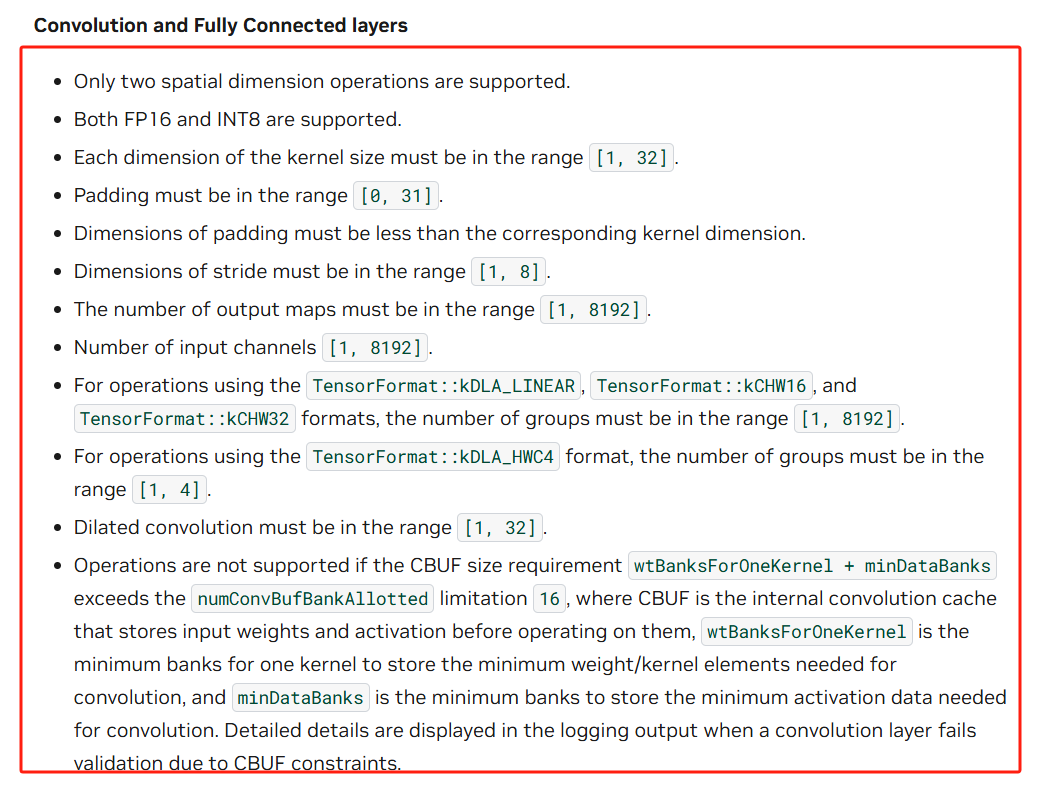 Convolution and Fully Connected layers
• Only two spatial dimension operations are supported.
• Both FP16 and INT8 are supported.
• Each dimension of the kernel size must be in the range [1, 32].
• Padding must be in the range [0, 31].
• Dimensions of padding must be less than the corresponding kernel dimension.
• Dimensions of stride must be in the range [1, 8].
• The number of output maps must be in the range [1, 8192].
• Number of input channels [1, 8192].
• For operations using the TensorFormat::kDLA_LINEAR, TensorFormat::kCHW16, and
TensorFormat::kCHW32 formats, the number of groups must be in the range [1, 8192].
• For operations using the TensorFormat::kDLA_HWC4 format, the number of groups must be in the
range [1, 4].
• Dilated convolution must be in the range [1, 32].
• Operations are not supported if the CBUF size requirement wtBanksForOneKernel + minDataBanks
exceeds the numConvBufBankAllotted limitation 16, where CBUF is the internal convolution cache
that stores input weights and activation before operating on them, wtBanksForOneKernel is the
minimum banks for one kernel to store the minimum weight/kernel elements needed for
convolution, and minDataBanks is the minimum banks to store the minimum activation data needed
for convolution. Detailed details are displayed in the logging output when a convolution layer fails
validation due to CBUF constraints.